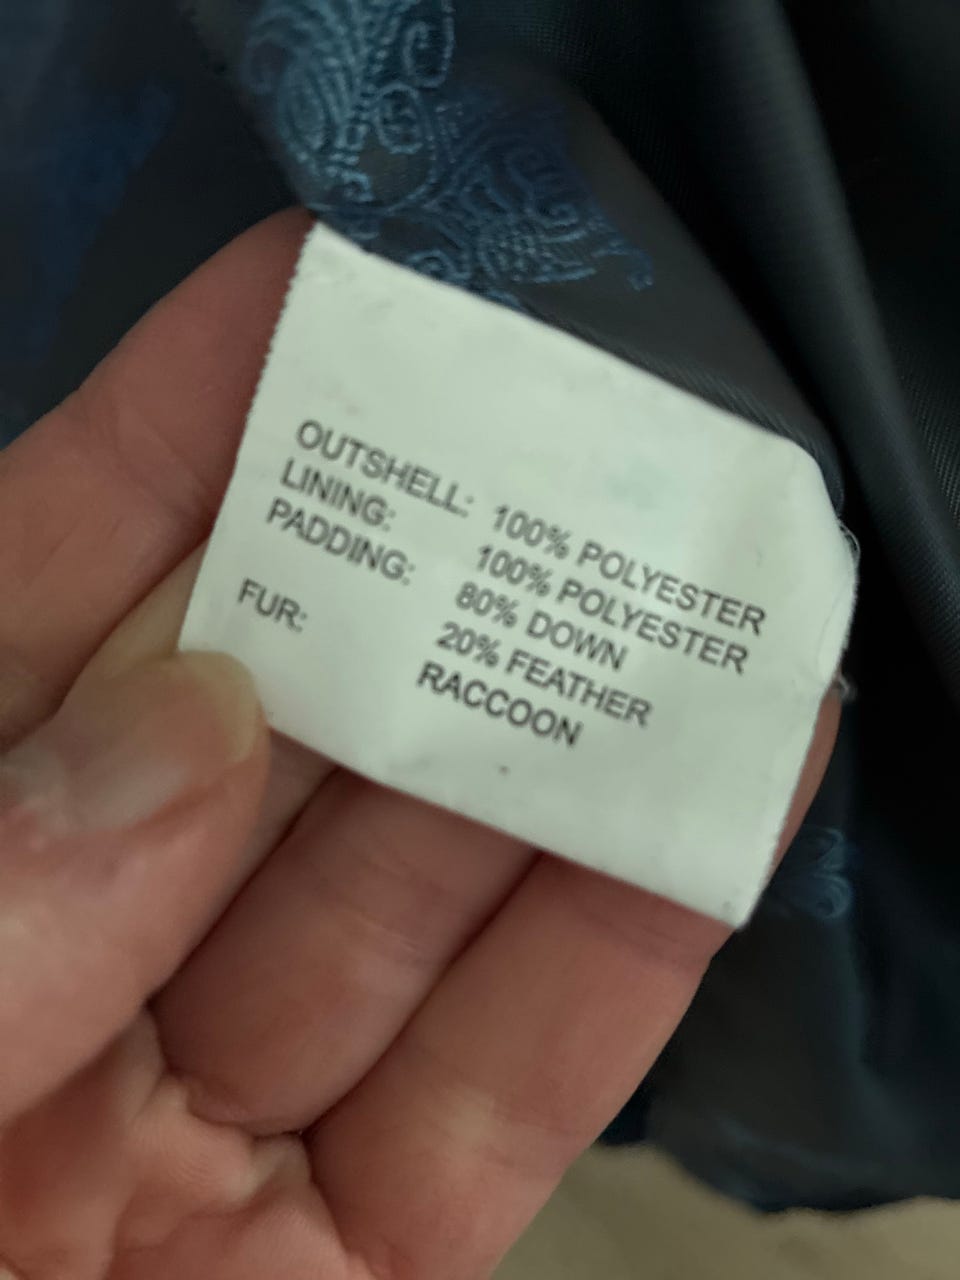 OUTSHELL: 100% POLYESTER
LINING: 100% POLYESTER
PADDING: 80% DOWN
20% FEATHER
FUR: RACCOON